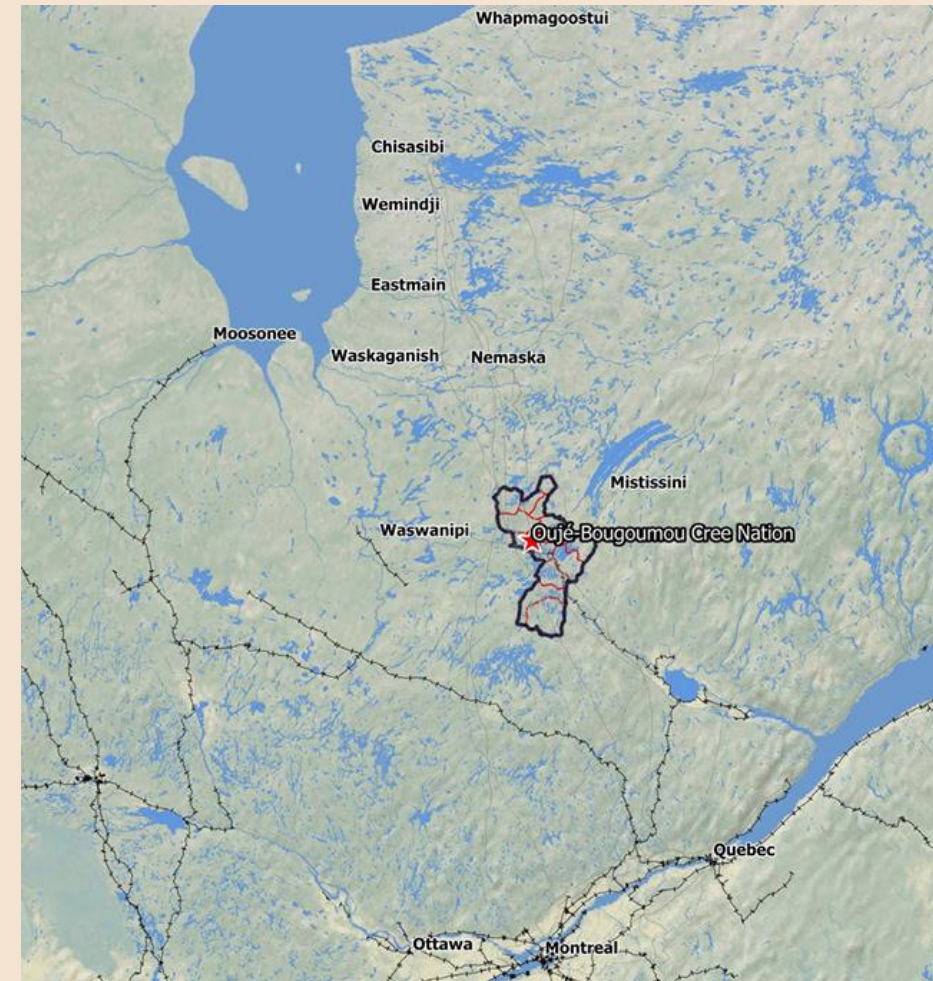 Whapmagoostui
Chisasibi
Wemindji
Eastmain
Moosonee
Waskaganish
Nemaska
Mistissini
Waswanipi
Oujé-Bougoumou Cree Nation
Quebec
Ottawa
Montreal